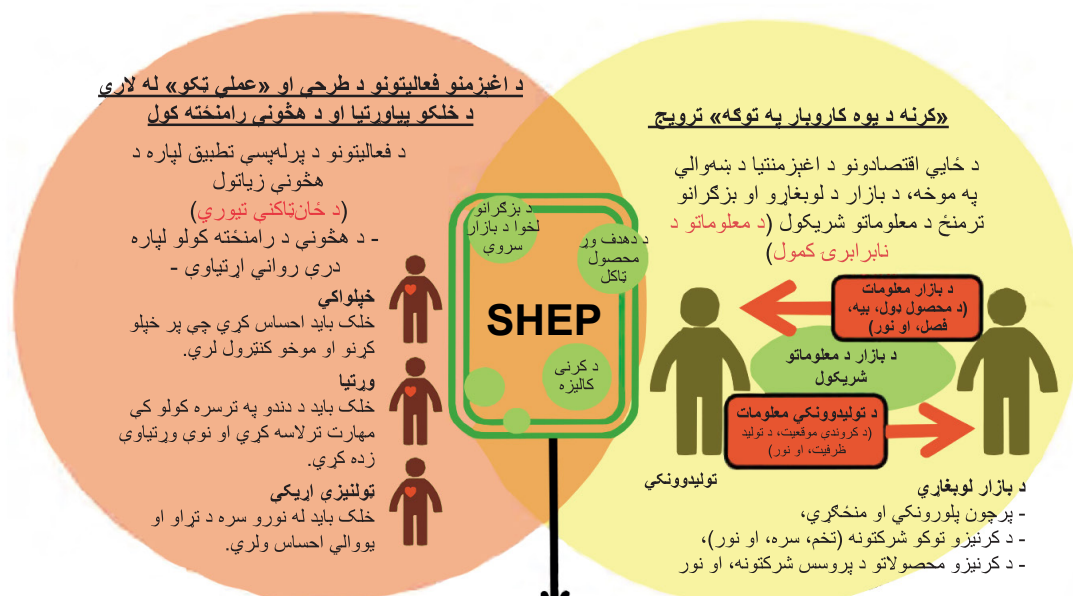 «کرنه د یوه کاروبار په توګه» ترویج
د ځایي اقتصادونو د اغېزمنتیا د ښه‌والي
په موخه، د بازار د لوبغاړو او بزګرانو
ترمنځ د معلوماتو شریکول (د معلوماتو د
نابرابرۍ کمول)
د بازار معلومات
(د محصول ډول، بیه،
فصل، او نور)
د بازار د معلوماتو
شریکول
د تولیدوونکي معلومات
(د کروندې موقعیت، د تولید
ظرفیت، او نور)
تولیدوونکي
د بازار لوبغاړي
- پرچون پلورونکي او منځګړي،
- د کرنیزو توکو شرکتونه (تخم، سره، او نور)،
- د کرنیزو محصولاتو د پروسس شرکتونه، او نور
د اغېزمنو فعالیتونو د طرحې او «عملي ټکو» له لارې
د خلکو پیاوړتیا او د هڅونې رامنځته کول
د فعالیتونو د پرله‌پسې تطبیق لپاره د
هڅونې زیاتول
(د ځان‌ټاکنې تیوري)
- د هڅونې د رامنځته کولو لپاره
درې رواني اړتیاوې -
خپلواکي
خلک باید احساس کړي چې پر خپلو
کړنو او موخو کنټرول لري.
وړتیا
خلک باید د دندو په ترسره کولو کې
مهارت ترلاسه کړي او نوې وړتیاوې
زده کړي.
ټولنیزې اړیکې
خلک باید له نورو سره د تړاو او
یووالي احساس ولري.
د بزګرانو
لخوا د بازار
سروې
د دهدف وړ
محصول
ټاکل
SHEP
د کرنې
کالیزه